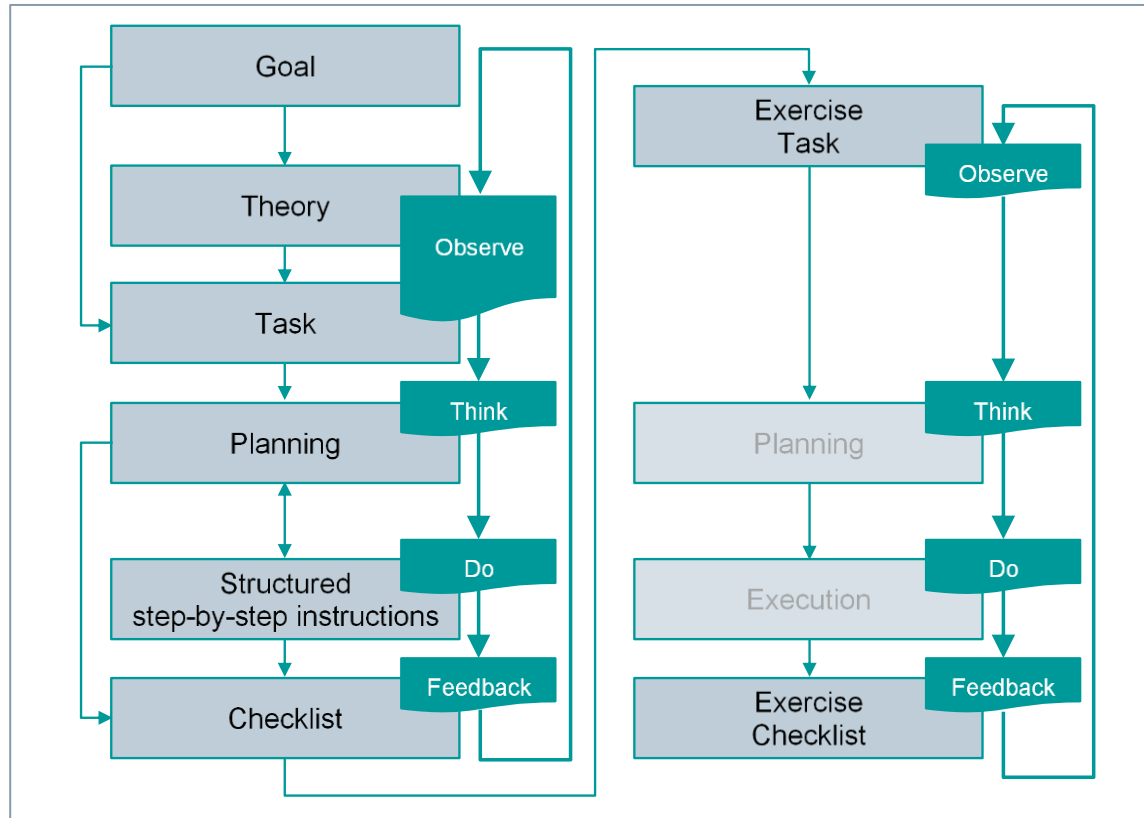 Goal
Theory
Observe
Task
Think
Planning
Do
Structured
step-by-step instructions
Feedback
Checklist
Exercise
Task
Observe
Think
Planning
Do
Execution
Feedback
Exercise
Checklist